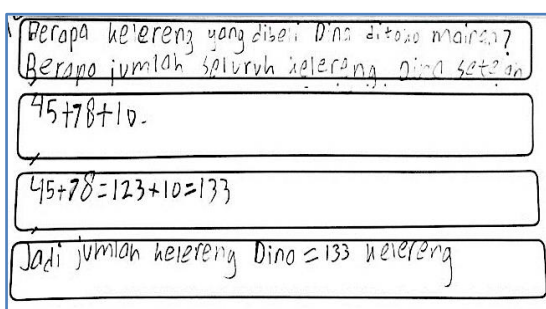 Berapa kelereng yang dibeli Dino ditoko mainan?
Berapa jumlah seluruh kelereng Dino setelah
45+78+10.
45+78=123+10=133
Jadi jumlah kelereng Dino = 133 kelereng